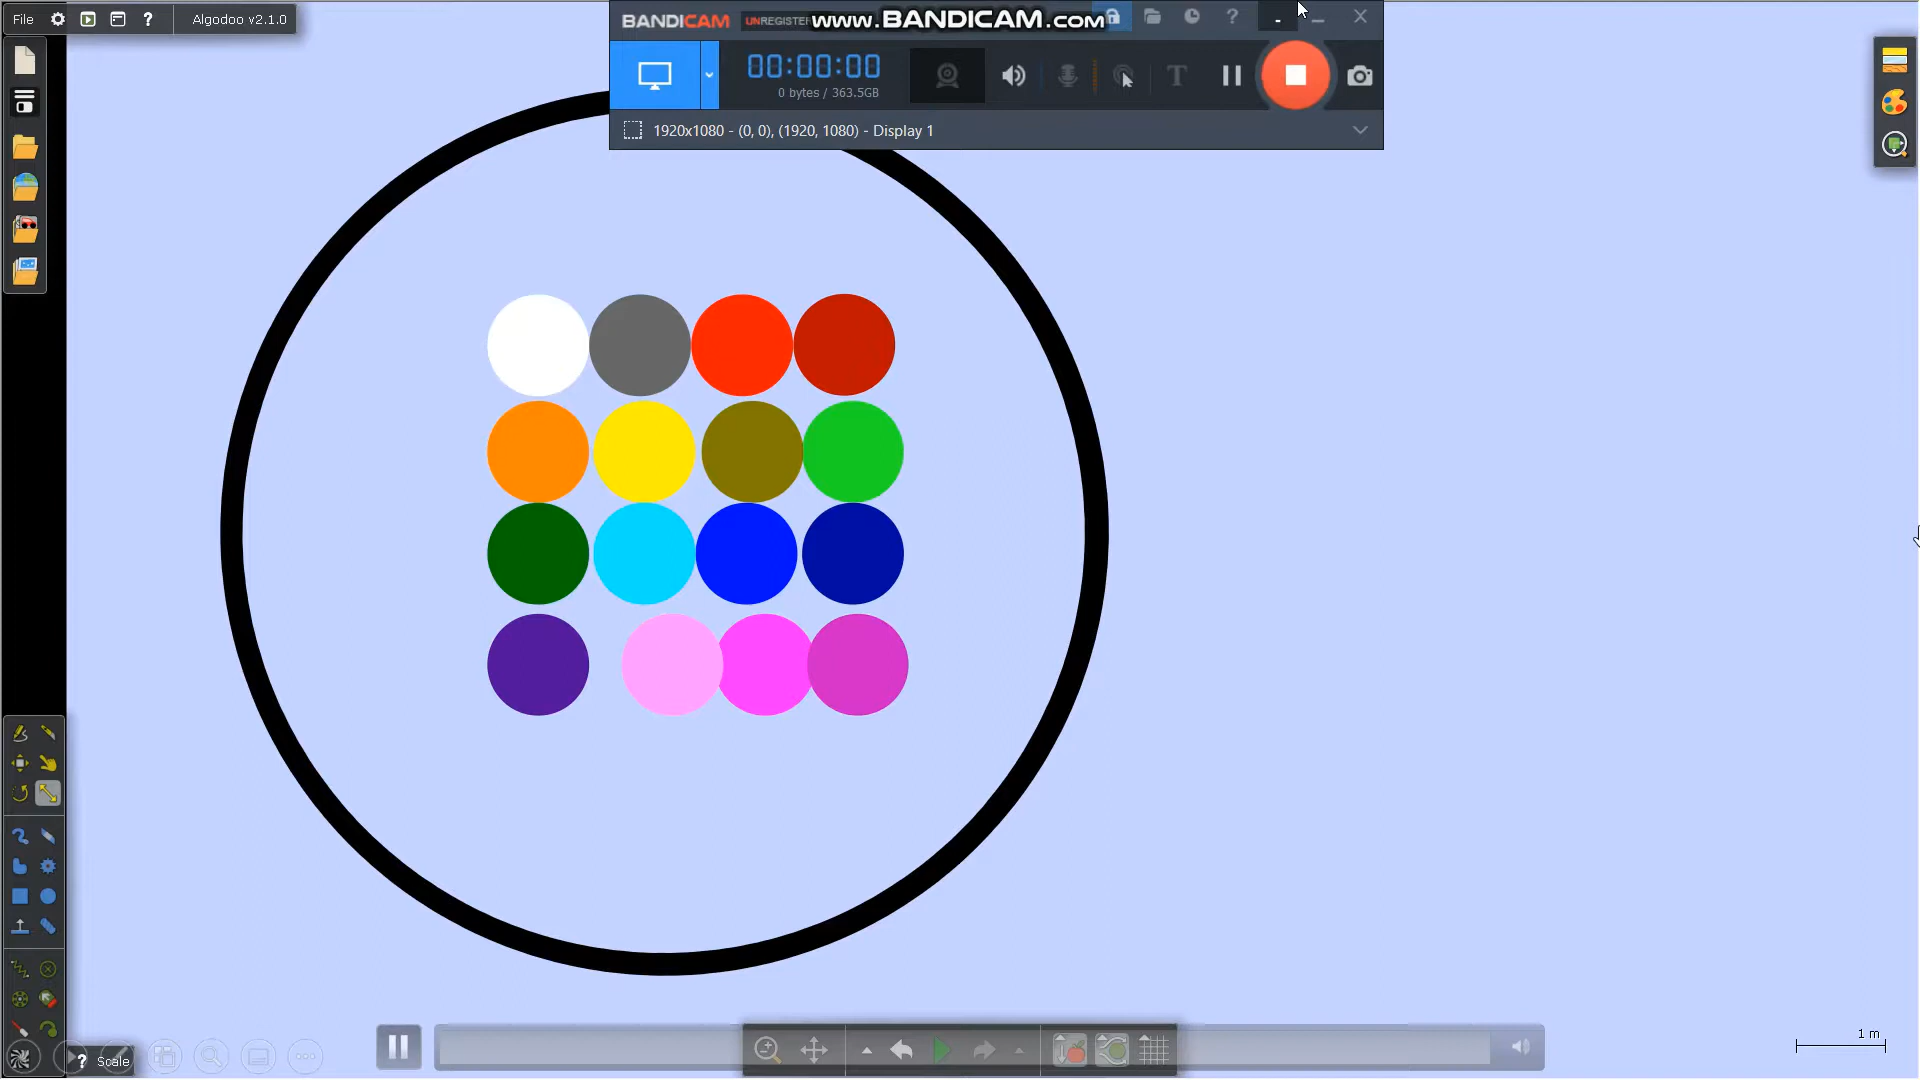 File ? Algodoo v2.1.0
BANDICAM UNREGISTER www.BANDICAM.COM ?
00:00:00
0 bytes / 363.5GB
T
1920x1080 - (0, 0), (1920, 1080) - Display 1
1 m
? Scale